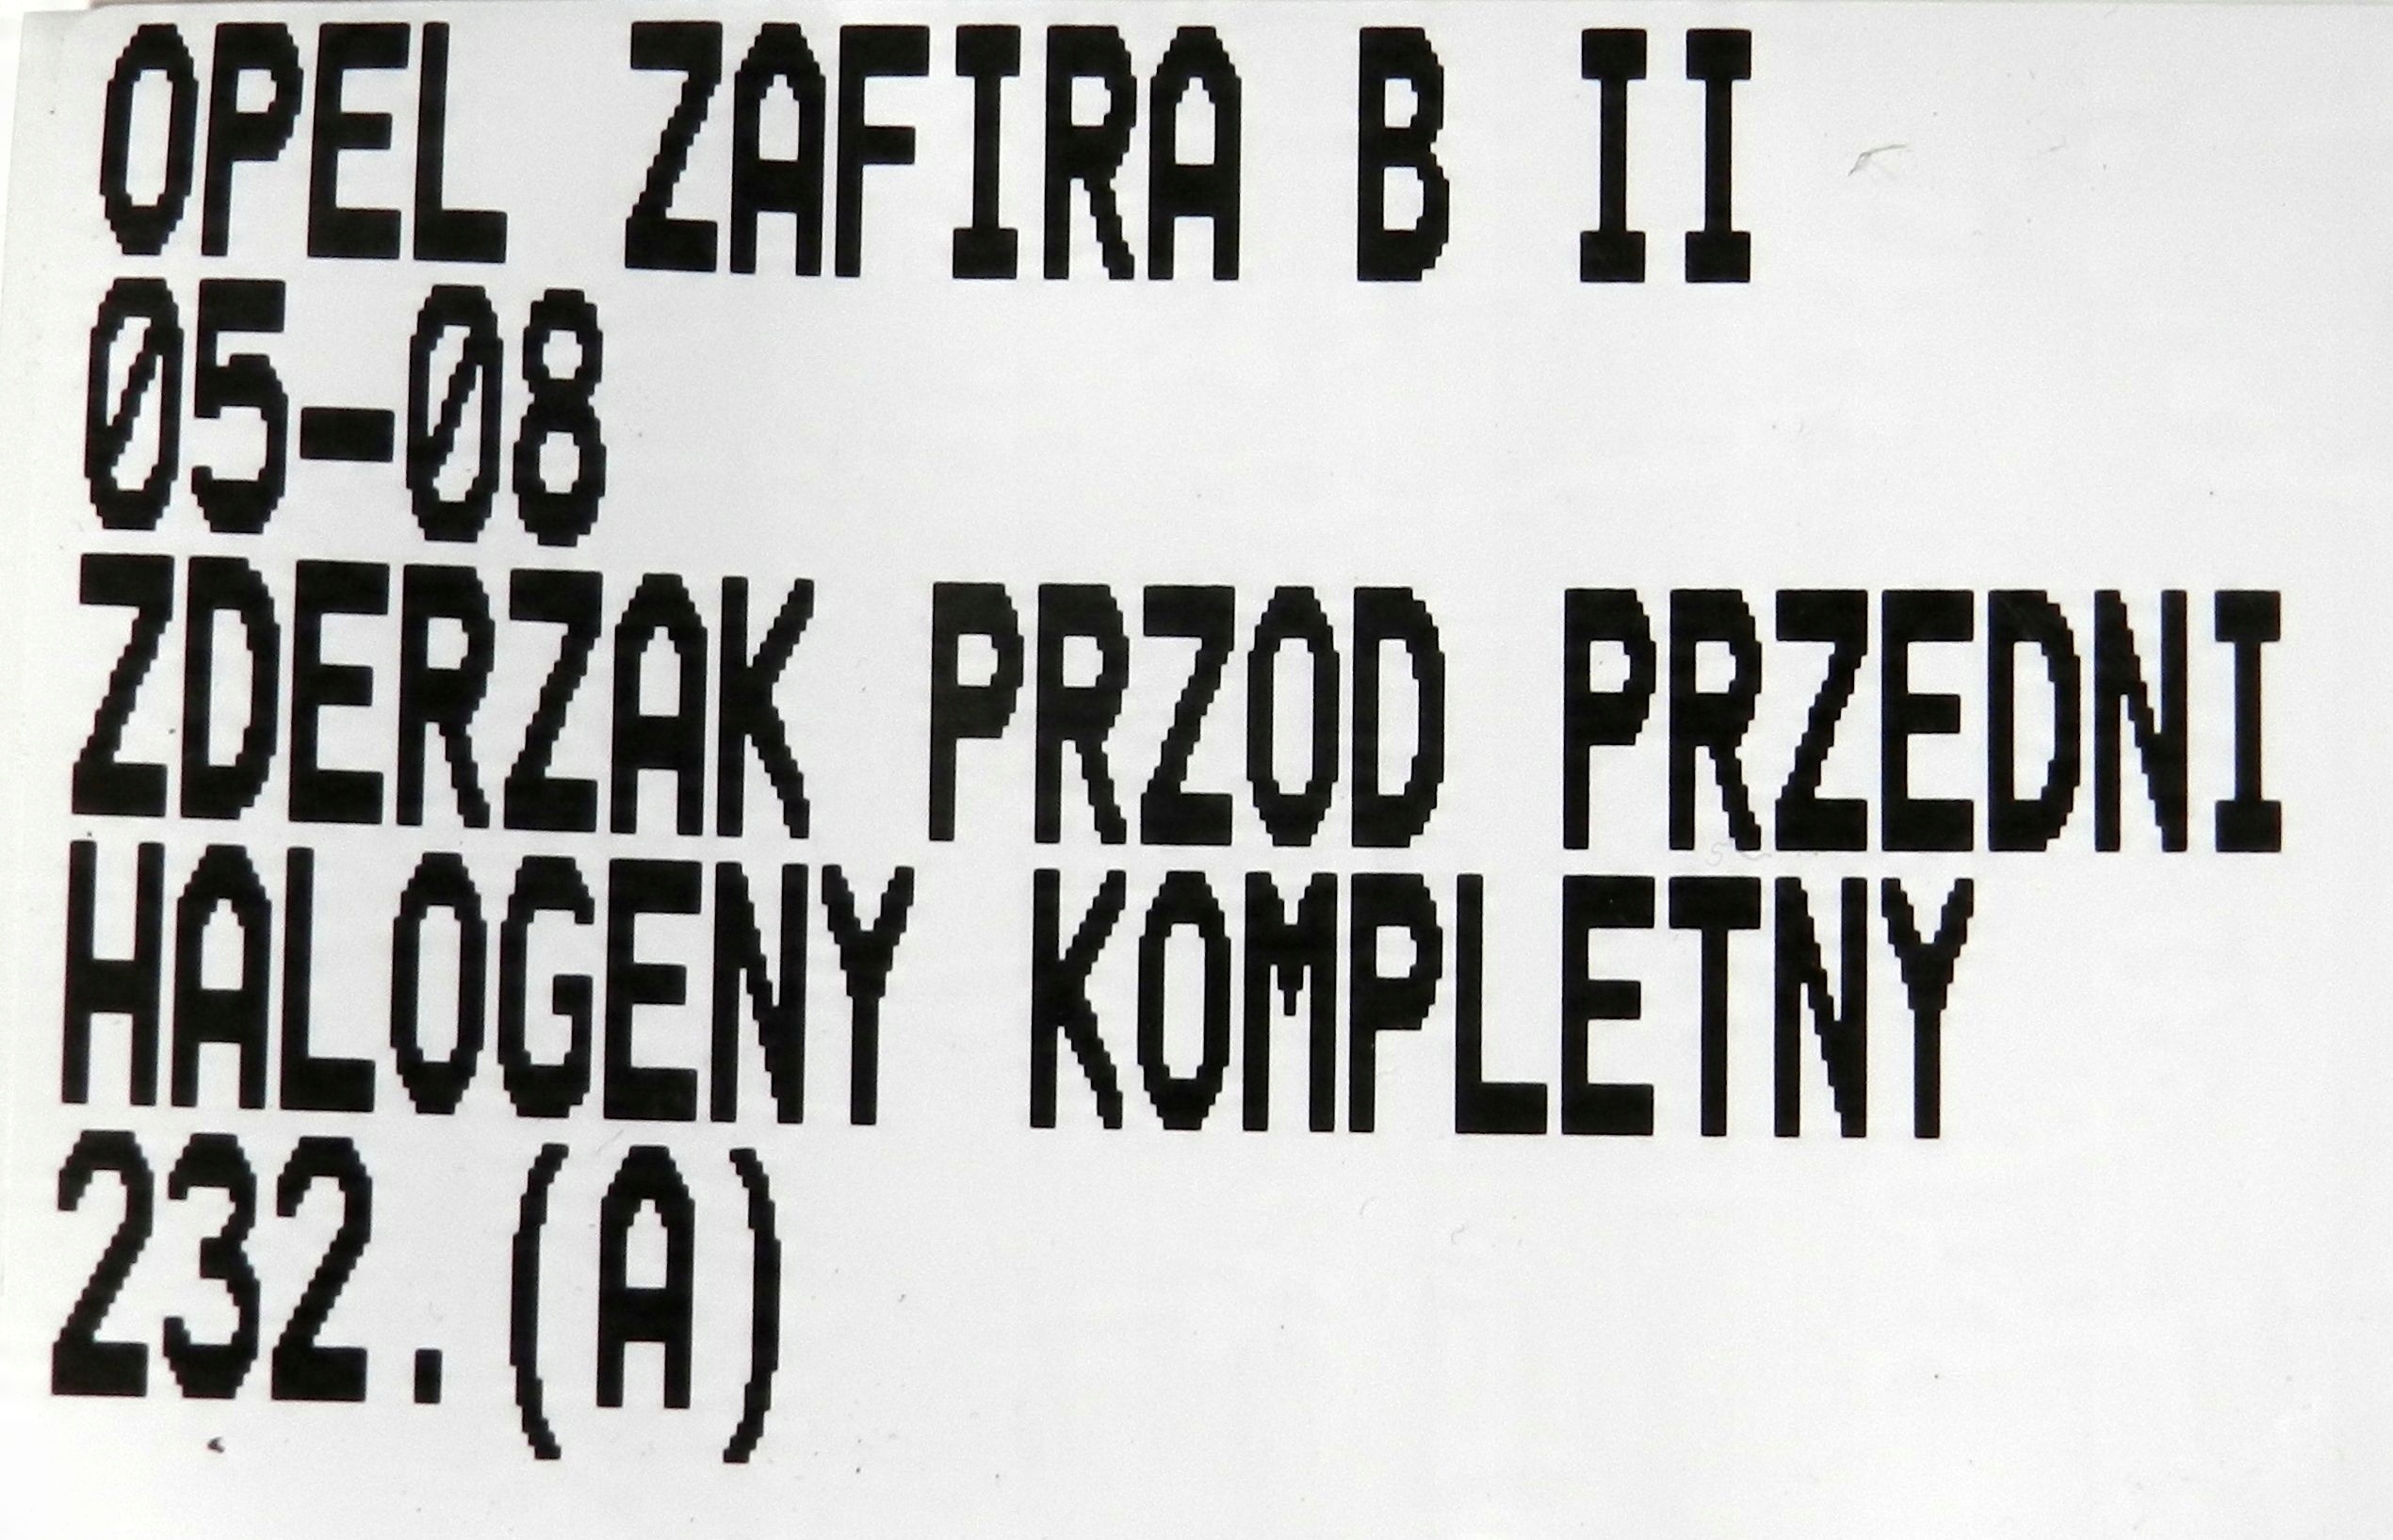 OPEL ZAFIRA B II
05-08
ZDERZAK PRZOD PRZEDNI
HALOGENY KOMPLETNY
232.(A)